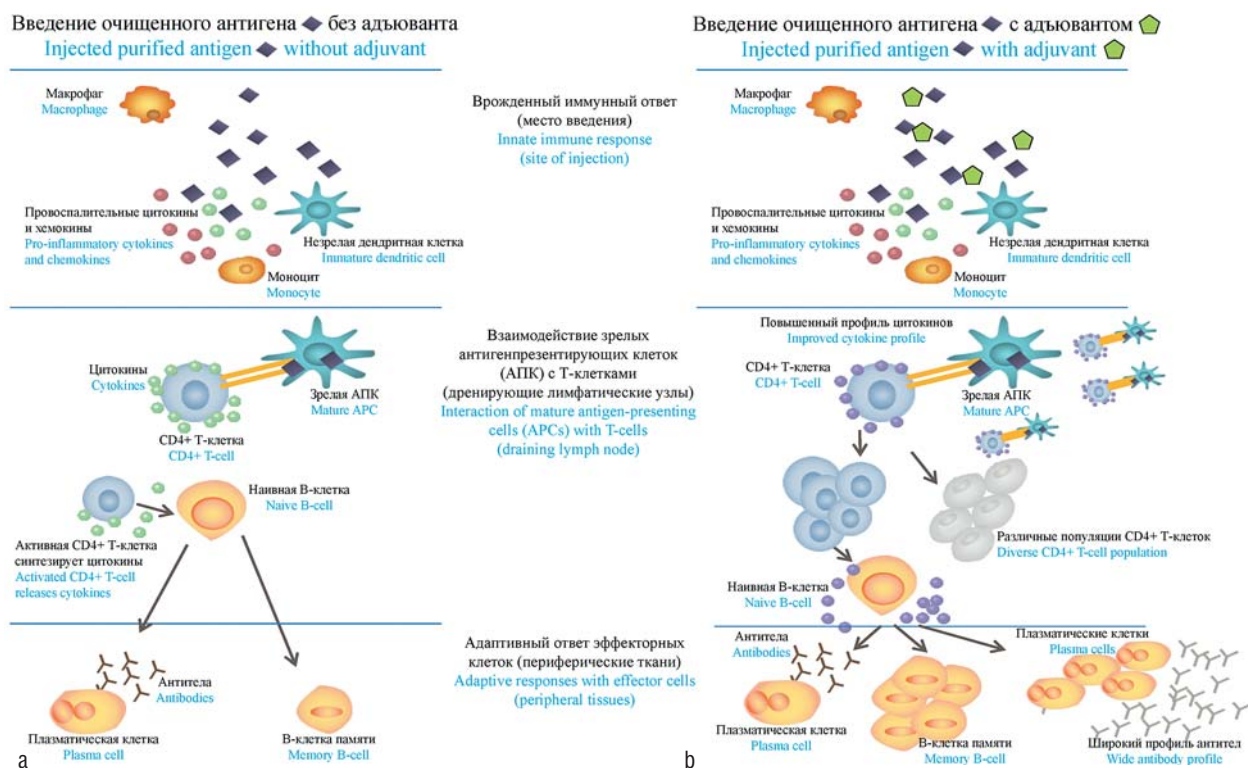 Введение очищенного антигена без адъюванта
Injected purified antigen without adjuvant
Макрофаг
Macrophage
Провоспалительные цитокины
и хемокины
Pro-inflammatory cytokines
and chemokines
Незрелая дендритная клетка
Immature dendritic cell
Моноцит
Monocyte
Цитокины
Cytokines
Зрелая АПК
Mature APC
CD4+ Т-клетка
CD4+ T-cell
Наивная В-клетка
Naive B-cell
Активная CD4+ Т-клетка
синтезирует цитокины
Activated CD4+ T-cell
releases cytokines
Антитела
Antibodies
Плазматическая клетка
Plasma cell
В-клетка памяти
Memory B-cell
a
Врожденный иммунный ответ
(место введения)
Innate immune response
(site of injection)
Взаимодействие зрелых
антигенпрезентирующих клеток
(АПК) с Т-клетками
(дренирующие лимфатические узлы)
Interaction of mature antigen-presenting
cells (APCs) with T-cells
(draining lymph node)
Адаптивный ответ эффекторных
клеток (периферические ткани)
Adaptive responses with effector cells
(peripheral tissues)
Введение очищенного антигена с адъювантом
Injected purified antigen with adjuvant
Макрофаг
Macrophage
Провоспалительные цитокины
и хемокины
Pro-inflammatory cytokines
and chemokines
Незрелая дендритная клетка
Immature dendritic cell
Моноцит
Monocyte
Повышенный профиль цитокинов
Improved cytokine profile
CD4+ Т-клетка
CD4+ T-cell
Зрелая АПК
Mature APC
Различные популяции CD4+ Т-клеток
Diverse CD4+ T-cell population
Наивная В-клетка
Naive B-cell
Антитела
Antibodies
Плазматические клетки
Plasma cells
Плазматическая клетка
Plasma cell
В-клетка памяти
Memory B-cell
Широкий профиль антител
Wide antibody profile
b